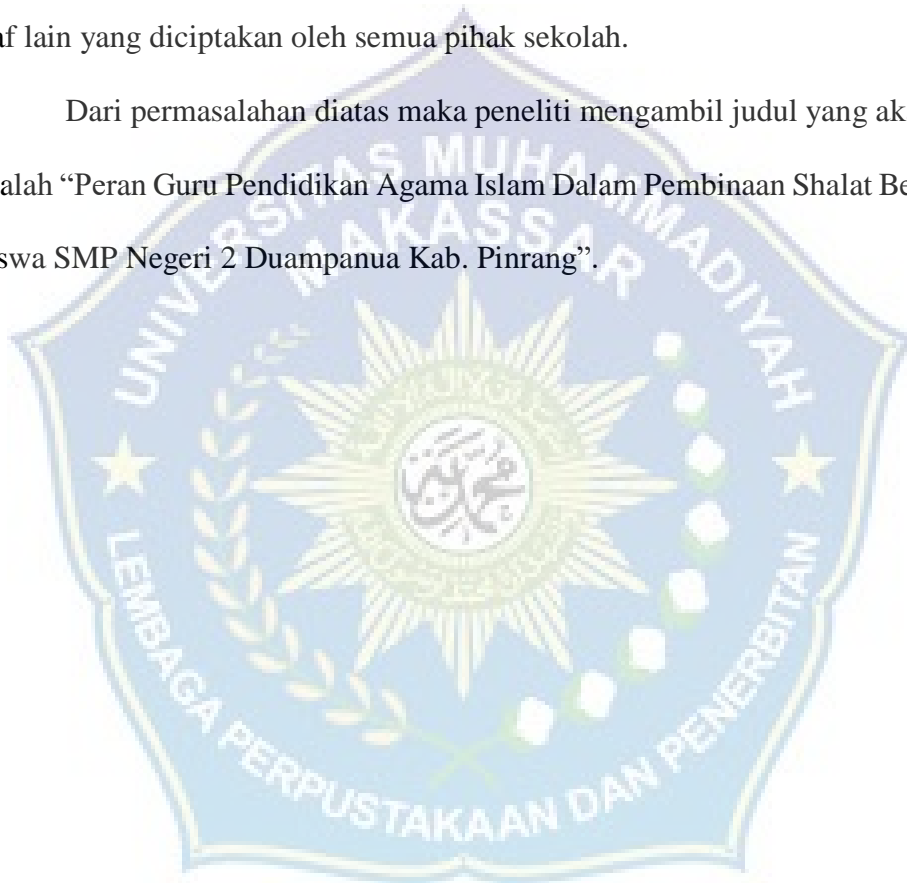 af lain yang diciptakan oleh semua pihak sekolah.
Dari permasalahan diatas maka peneliti mengambil judul yang ak
alah “Peran Guru Pendidikan Agama Islam Dalam Pembinaan Shalat Be
swa SMP Negeri 2 Duampanua Kab. Pinrang”.
UNIVERSITAS MUHAMMADIYAH
MAKASSAR
LEMBAGA PERPUSTAKAAN DAN PENERBITAN